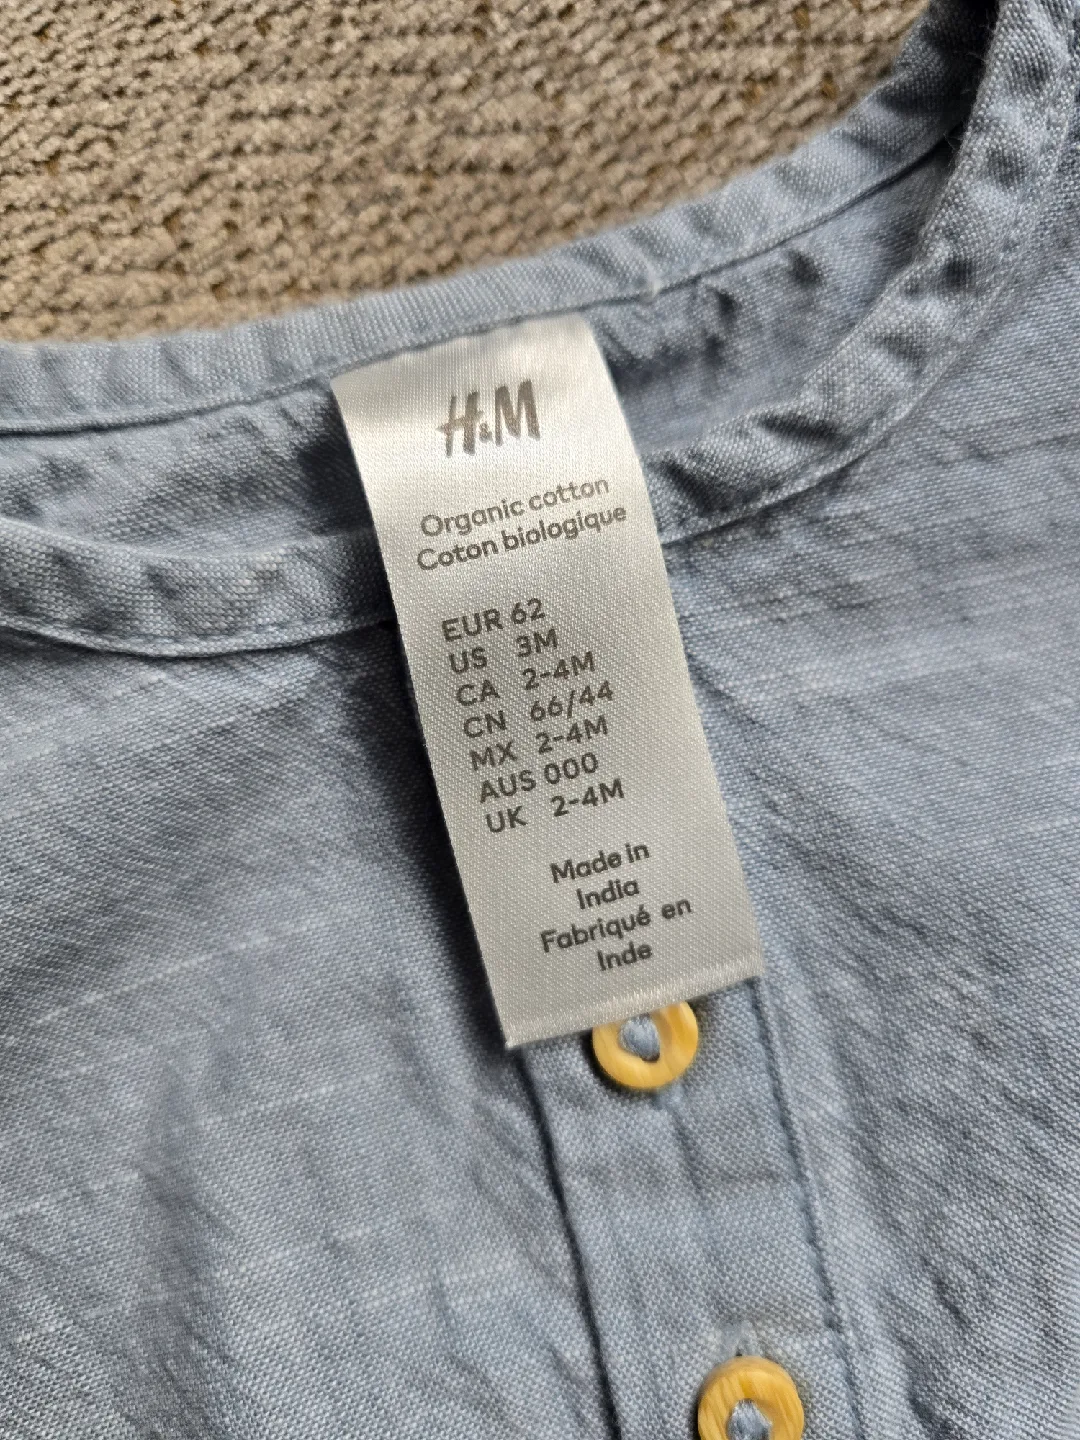 H&M
Organic cotton
Coton biologique
EUR 62
US 3M
CA 2-4M
CN 66/44
MX 2-4M
AUS 000
UK 2-4M
Made in
India
Fabriqué en
Inde